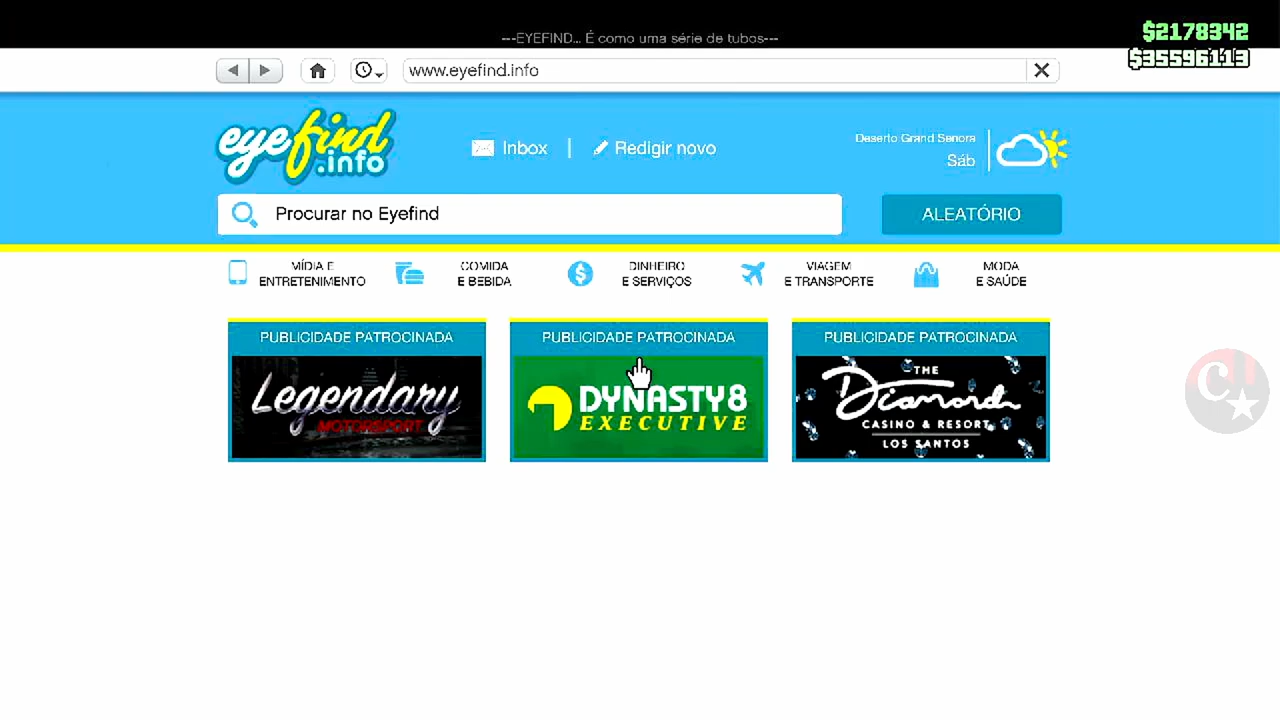 ---EYEFIND... É como uma série de tubos---
$2178342
$35596113
www.eyefind.info
eyefind
.info
Inbox | Redigir novo
Deserto Grand Senora
Sáb
Procurar no Eyefind
ALEATÓRIO
MÍDIA E
ENTRETENIMENTO
COMIDA
E BEBIDA
DINHEIRO
E SERVIÇOS
VIAGEM
E TRANSPORTE
MODA
E SAÚDE
PUBLICIDADE PATROCINADA
Legendary
MOTORSPORT
PUBLICIDADE PATROCINADA
DYNASTY8
EXECUTIVE
PUBLICIDADE PATROCINADA
THE
Diamond
CASINO & RESORT
LOS SANTOS
C